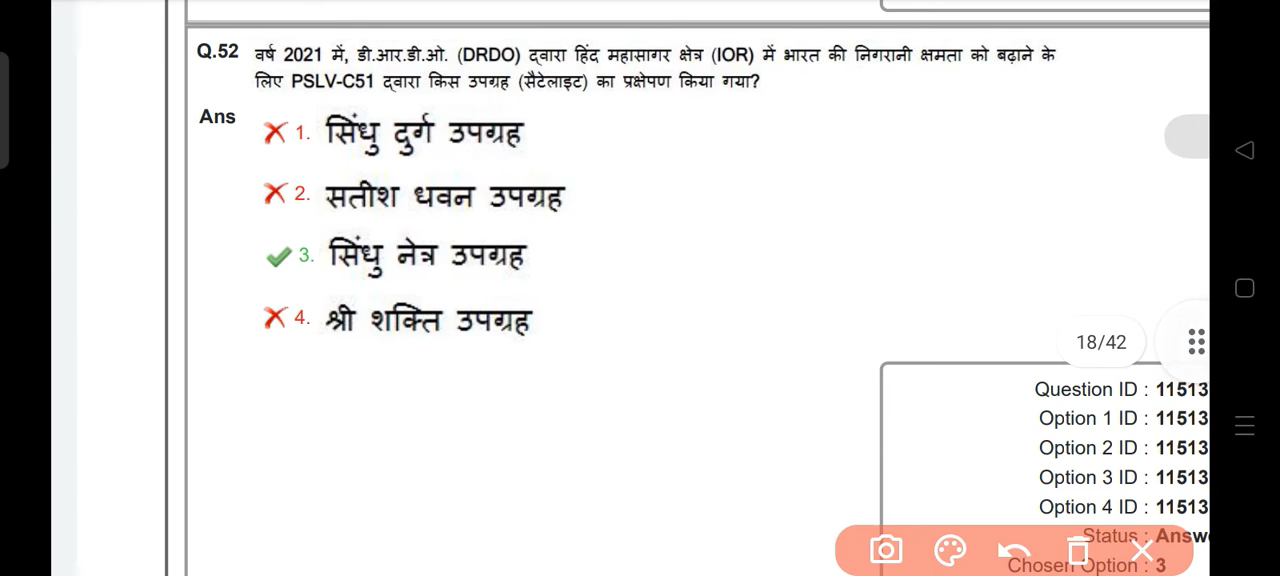 Q.52 वर्ष 2021 में, डी.आर.डी.ओ. (DRDO) द्वारा हिंद महासागर क्षेत्र (IOR) में भारत की निगरानी क्षमता को बढ़ाने के
लिए PSLV-C51 द्वारा किस उपग्रह (सैटेलाइट) का प्रक्षेपण किया गया?
Ans
1. सिंधु दुर्ग उपग्रह
2. सतीश धवन उपग्रह
3. सिंधु नेत्र उपग्रह
4. श्री शक्ति उपग्रह
18/42
Question ID : 11513
Option 1 ID : 11513
Option 2 ID : 11513
Option 3 ID : 11513
Option 4 ID : 11513
Status : Answ
Chosen Option : 3